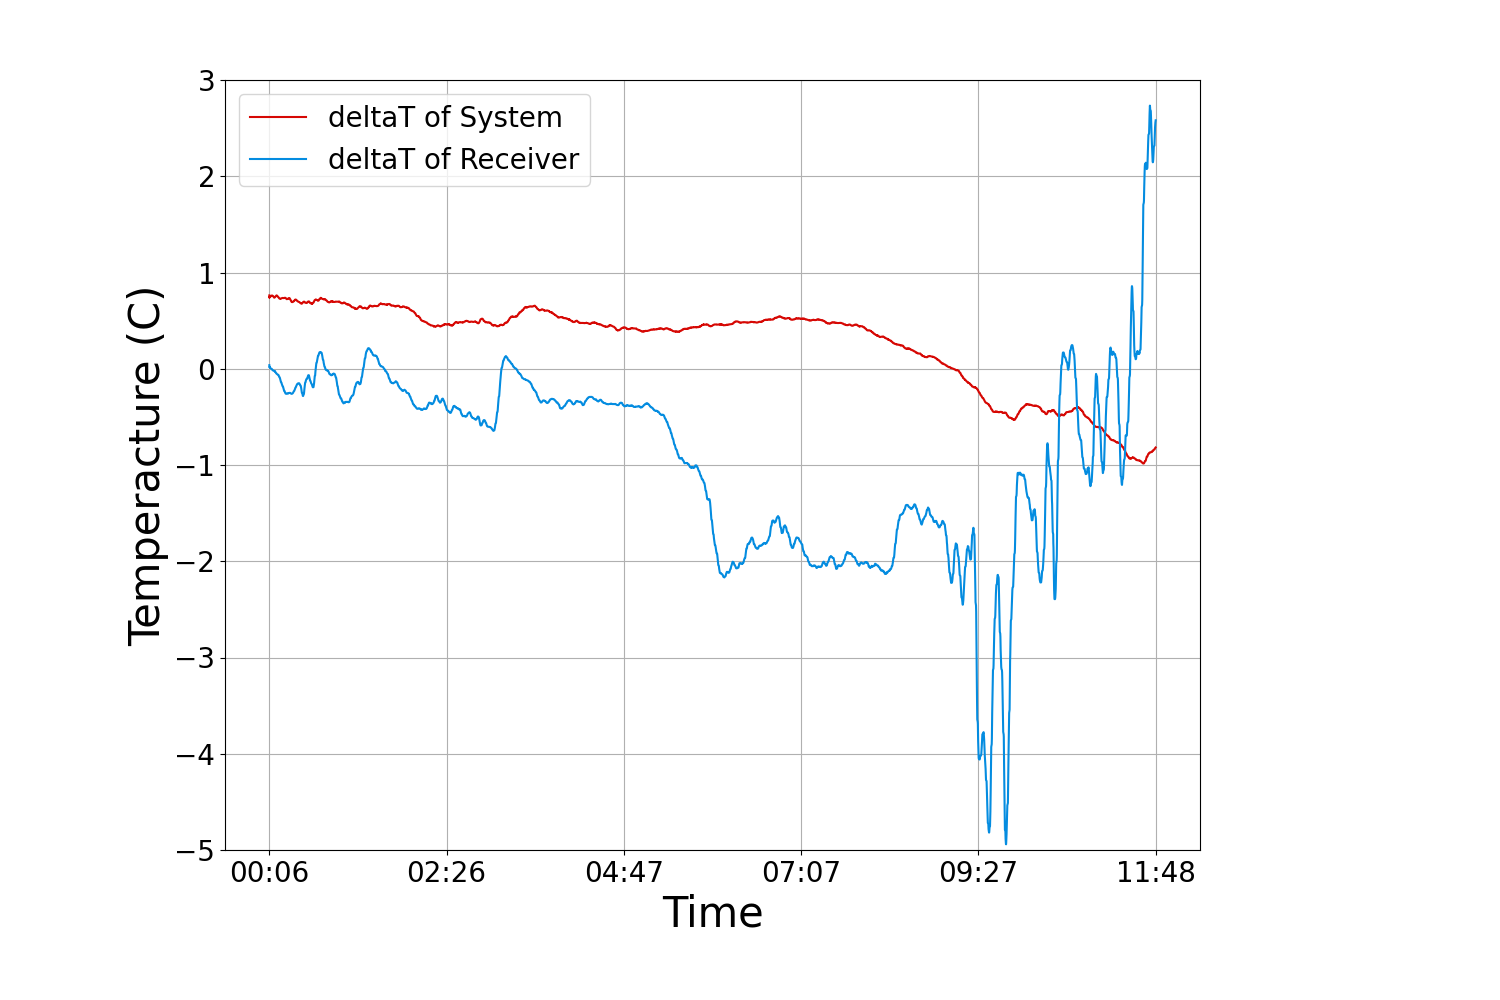 3
deltaT of System
deltaT of Receiver
2
1
0
−1
−2
−3
−4
−5
Temperacture (C)
00:06 02:26 04:47 07:07 09:27 11:48
Time